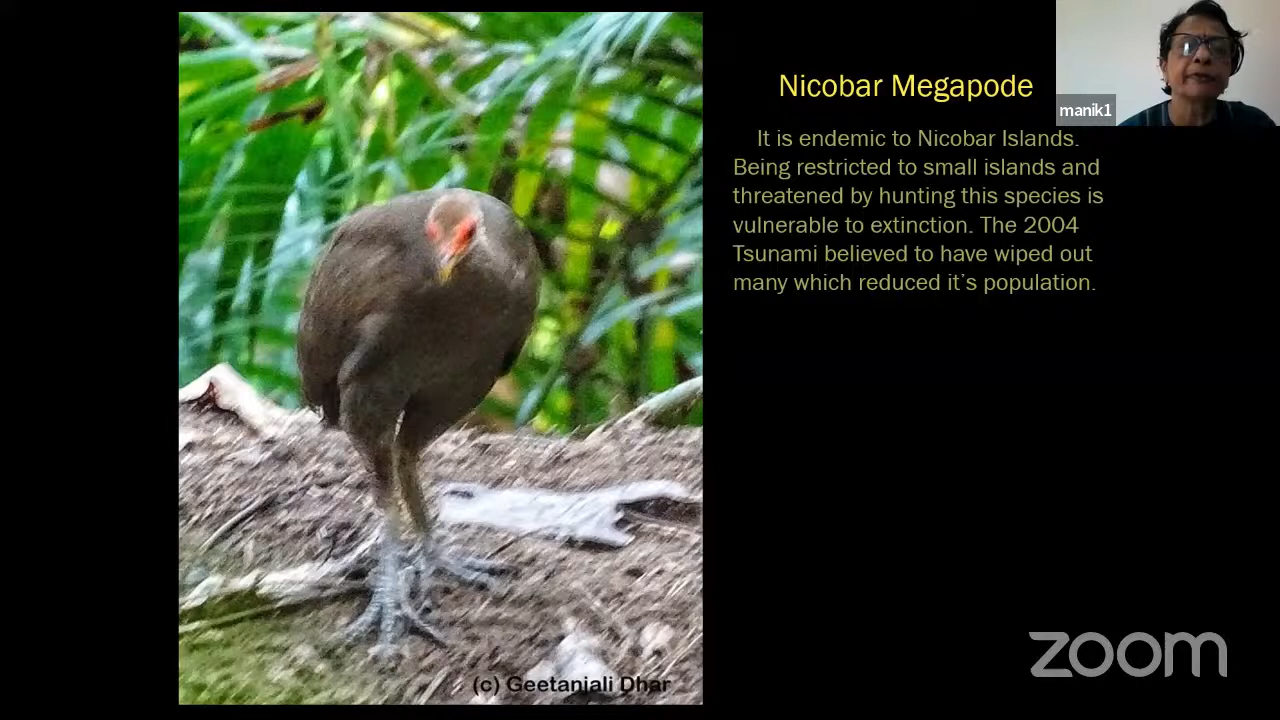 Nicobar Megapode
manik1
It is endemic to Nicobar Islands.
Being restricted to small islands and
threatened by hunting this species is
vulnerable to extinction. The 2004
Tsunami believed to have wiped out
many which reduced it's population.
zoom
(c) Geetanjali Dhar